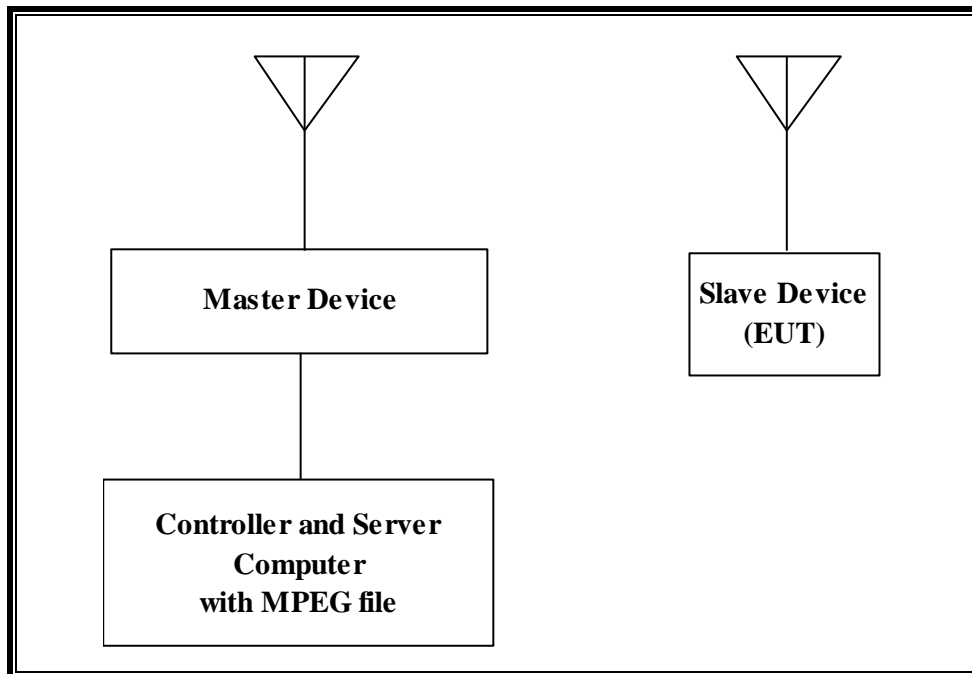 Master Device
Slave Device
(EUT)
Controller and Server
Computer
with MPEG file